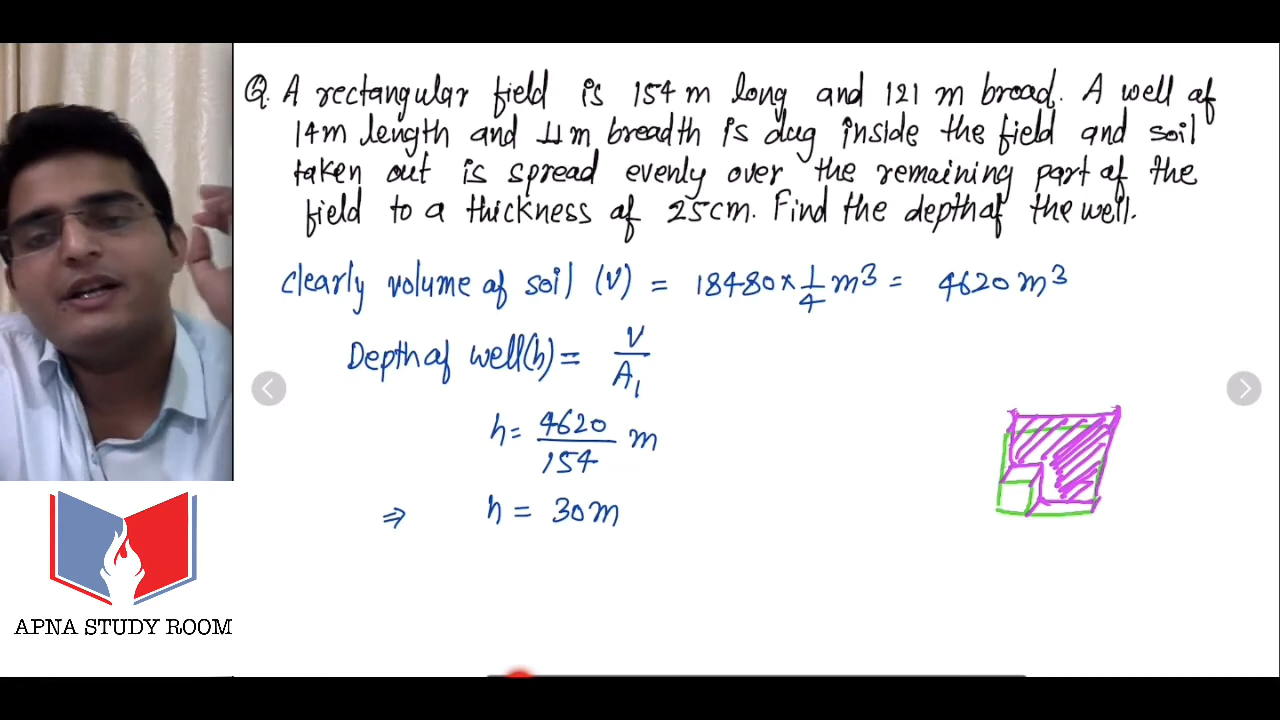 Q. A rectangular field is 154 m long and 121 m broad. A well of
14m length and 11m breadth is dug inside the field and soil
taken out is spread evenly over the remaining part of the
field to a thickness of 25cm. Find the depth of the well.
Clearly volume of soil (V) = 18480 × 1/4 m³ = 4620 m³
Depth of well(h) = V/A₁
h = 4620/154 m
⇒ h = 30m
APNA STUDY ROOM